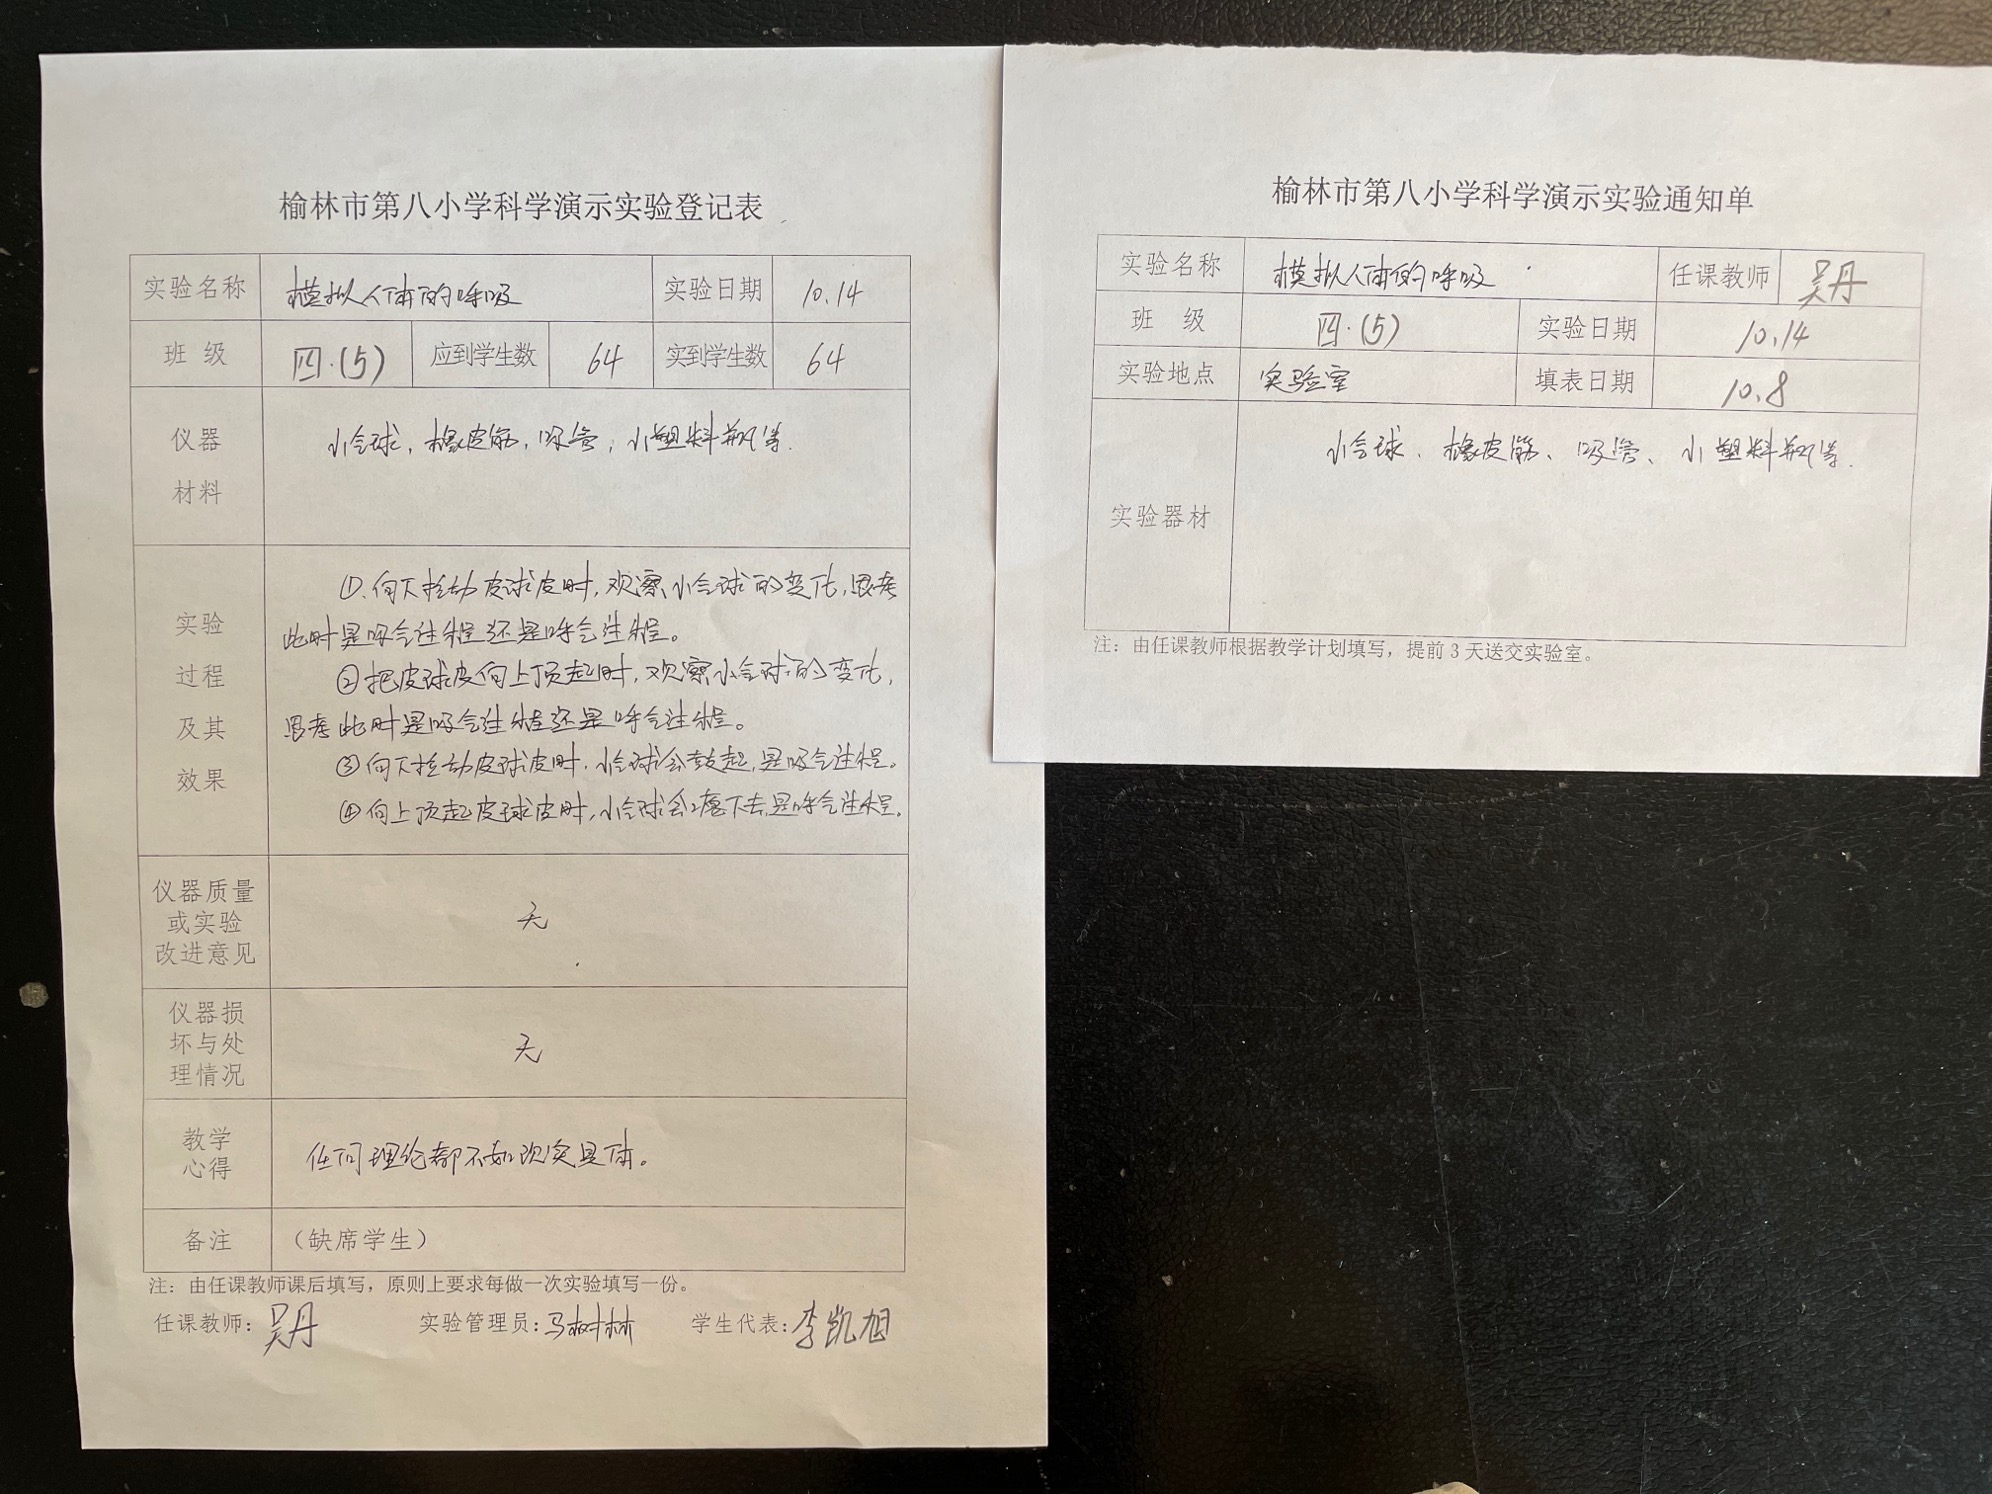 榆林市第八小学科学演示实验登记表
实验名称 模拟人体的呼吸 实验日期 10.14
班 级 四.(5) 应到学生数 64 实到学生数 64
仪器
材料
小气球，橡皮筋，吸管，小塑料瓶等.
实验
过程
及其
效果
①.向下拉动皮球皮时，观察小气球的变化，思考
此时是吸气过程还是呼气过程。
②把皮球皮向上顶起时，观察小气球的变化，
思考此时是吸气过程还是呼气过程。
③向下拉动皮球皮时，小气球会鼓起，是吸气过程。
④向上顶起皮球皮时，小气球会瘪下去，是呼气过程。
仪器质量
或实验
改进意见
无
仪器损
坏与处
理情况
无
教学
心得
任何理论都不如现实具体。
备注 （缺席学生）
注：由任课教师课后填写，原则上要求每做一次实验填写一份。
任课教师：吴丹 实验管理员：马树林 学生代表：李凯旭
榆林市第八小学科学演示实验通知单
实验名称 模拟人体的呼吸 任课教师 吴丹
班 级 四.(5) 实验日期 10.14
实验地点 实验室 填表日期 10.8
实验器材
小气球、橡皮筋、吸管、小塑料瓶等.
注：由任课教师根据教学计划填写，提前 3 天送交实验室。